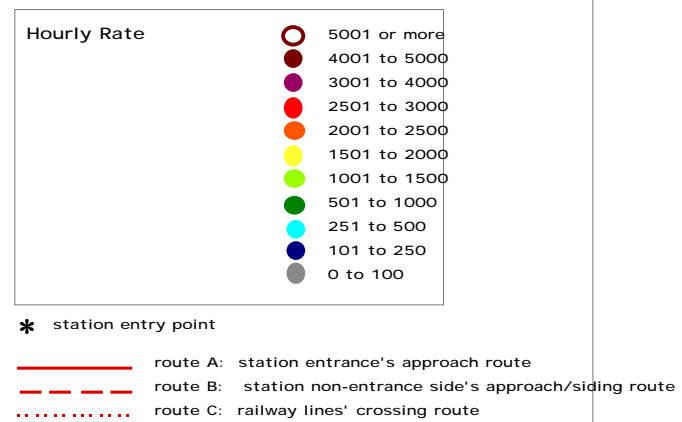 Hourly Rate
5001 or more
4001 to 5000
3001 to 4000
2501 to 3000
2001 to 2500
1501 to 2000
1001 to 1500
501 to 1000
251 to 500
101 to 250
0 to 100
* station entry point
route A: station entrance's approach route
route B: station non-entrance side's approach/siding route
route C: railway lines' crossing route